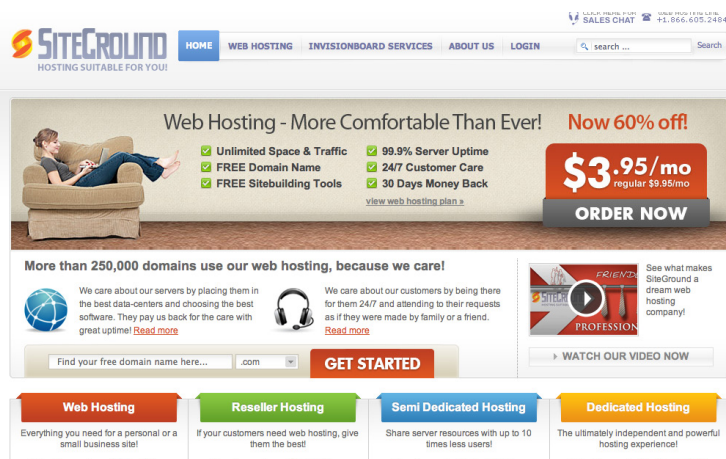 SALES CHAT
+1.866.605.2484
SITEGROUND
HOSTING SUITABLE FOR YOU!
HOME
WEB HOSTING
INVISIONBOARD SERVICES
ABOUT US
LOGIN
search ...
Search
Web Hosting - More Comfortable Than Ever!
Now 60% off!
Unlimited Space & Traffic
99.9% Server Uptime
FREE Domain Name
24/7 Customer Care
FREE Sitebuilding Tools
30 Days Money Back
view web hosting plan »
$3.95/mo
regular $9.95/mo
ORDER NOW
More than 250,000 domains use our web hosting, because we care!
We care about our servers by placing them in
the best data-centers and choosing the best
software. They pay us back for the care with
great uptime! Read more
We care about our customers by being there
for them 24/7 and attending to their requests
as if they were made by family or a friend.
Read more
FRIEND
SITEGROUND
PROFESSION
See what makes
SiteGround a
dream web
hosting
company!
WATCH OUR VIDEO NOW
Find your free domain name here...
.com
GET STARTED
Web Hosting
Everything you need for a personal or a
small business site!
Reseller Hosting
If your customers need web hosting, give
them the best!
Semi Dedicated Hosting
Share server resources with up to 10
times less users!
Dedicated Hosting
The ultimately independent and powerful
hosting experience!